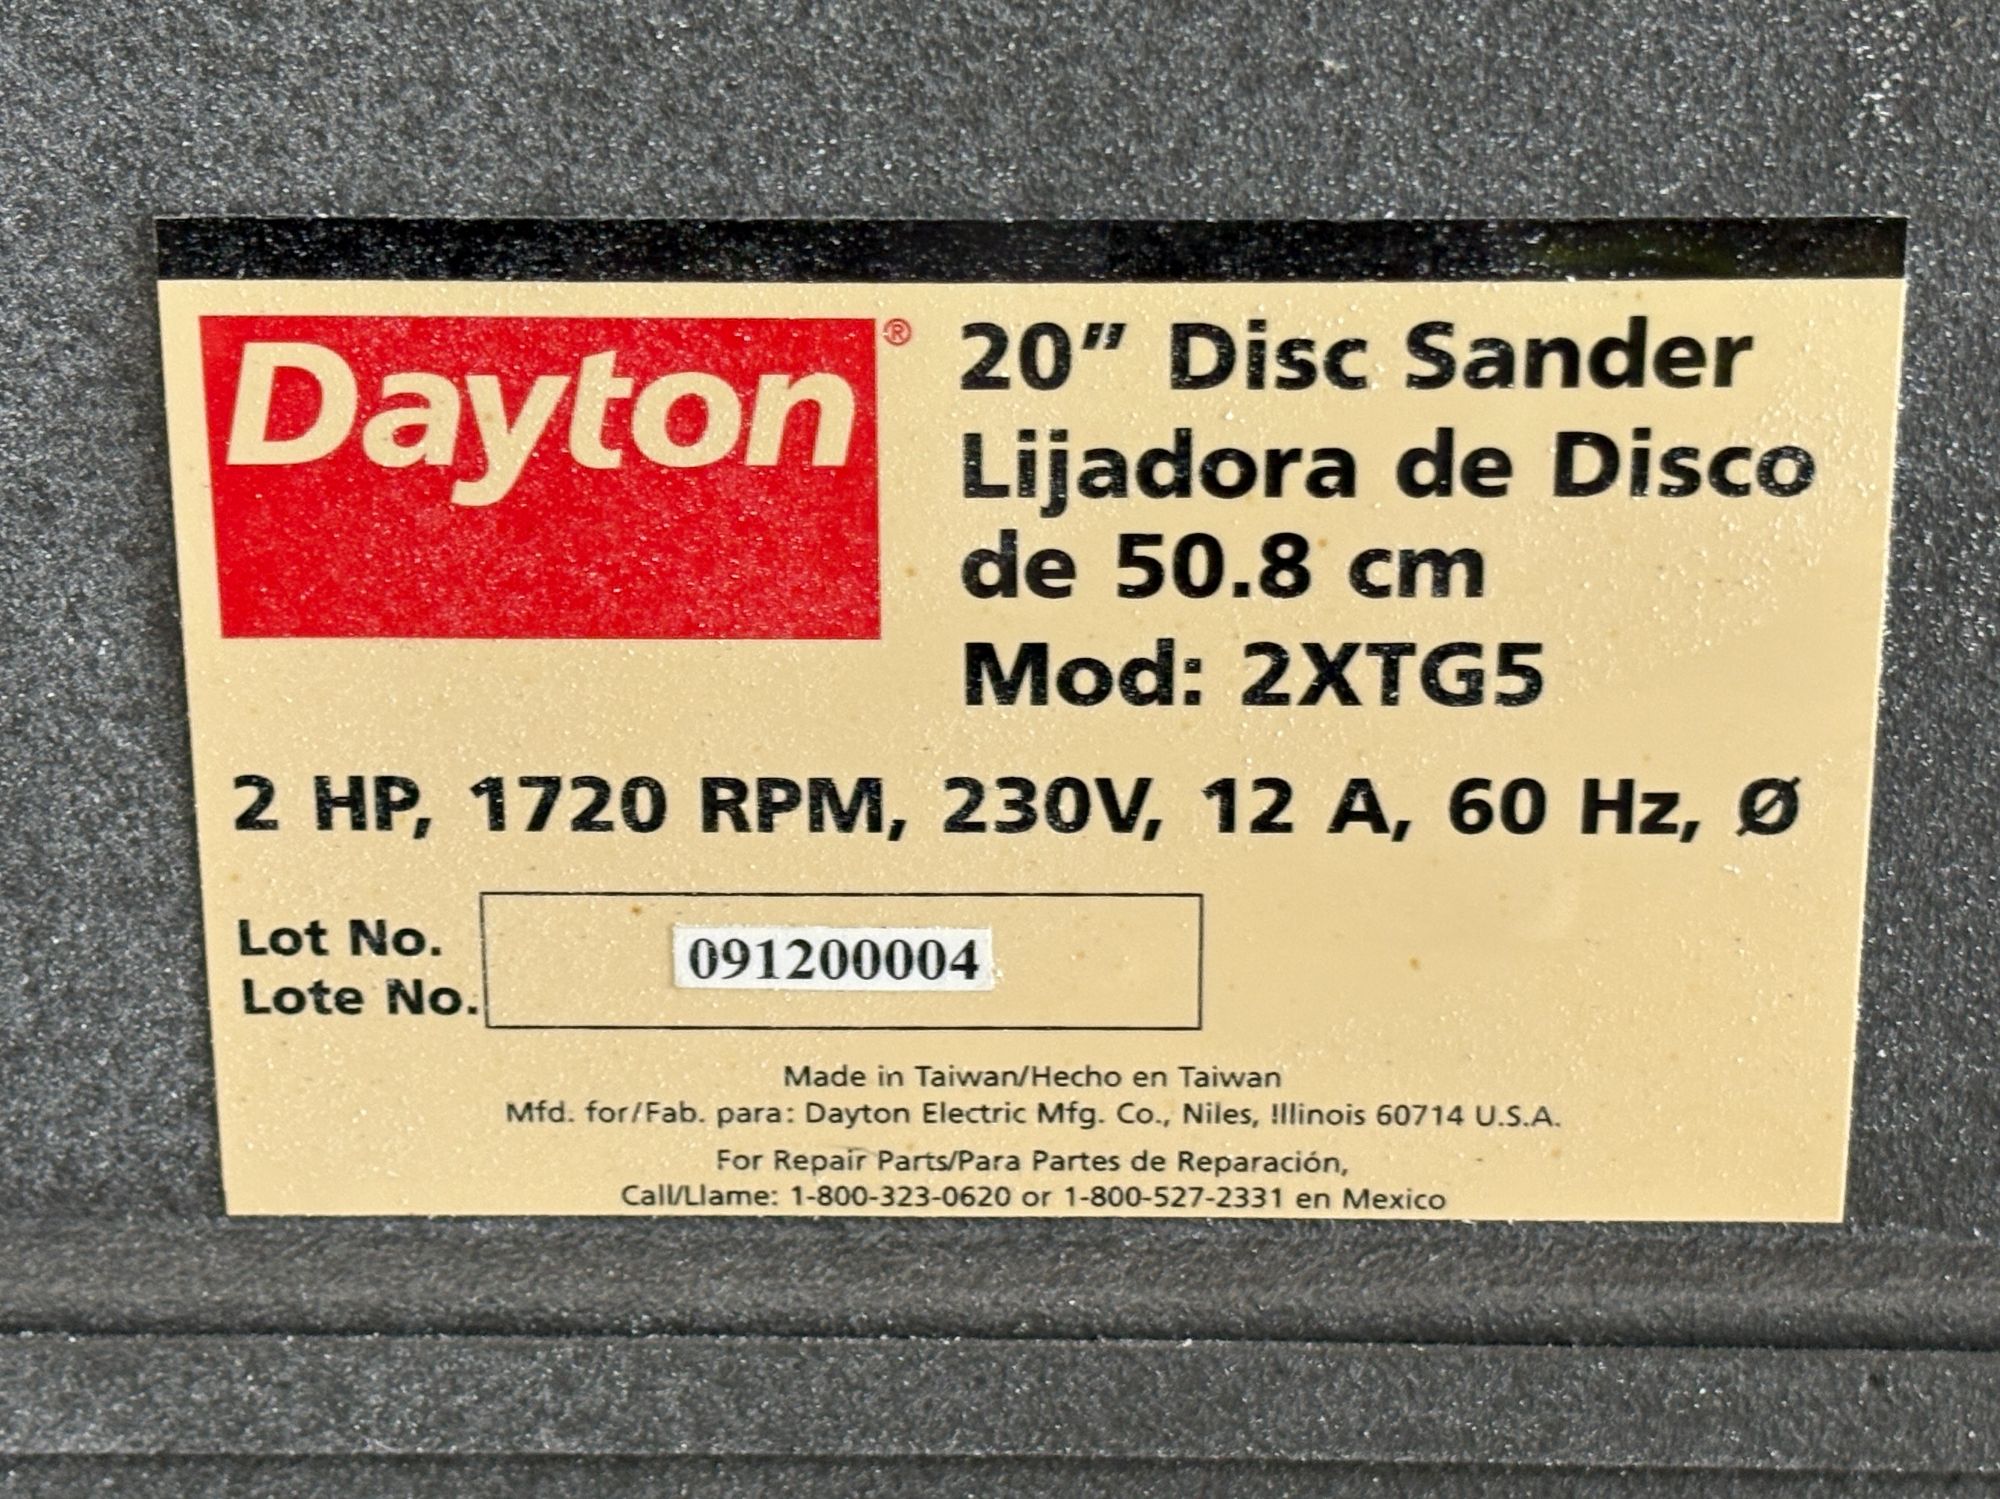 Dayton®
20" Disc Sander
Lijadora de Disco
de 50.8 cm
Mod: 2XTG5
2 HP, 1720 RPM, 230V, 12 A, 60 Hz, Ø
Lot No.
Lote No.
091200004
Made in Taiwan/Hecho en Taiwan
Mfd. for/Fab. para: Dayton Electric Mfg. Co., Niles, Illinois 60714 U.S.A.
For Repair Parts/Para Partes de Reparación,
Call/Llame: 1-800-323-0620 or 1-800-527-2331 en Mexico